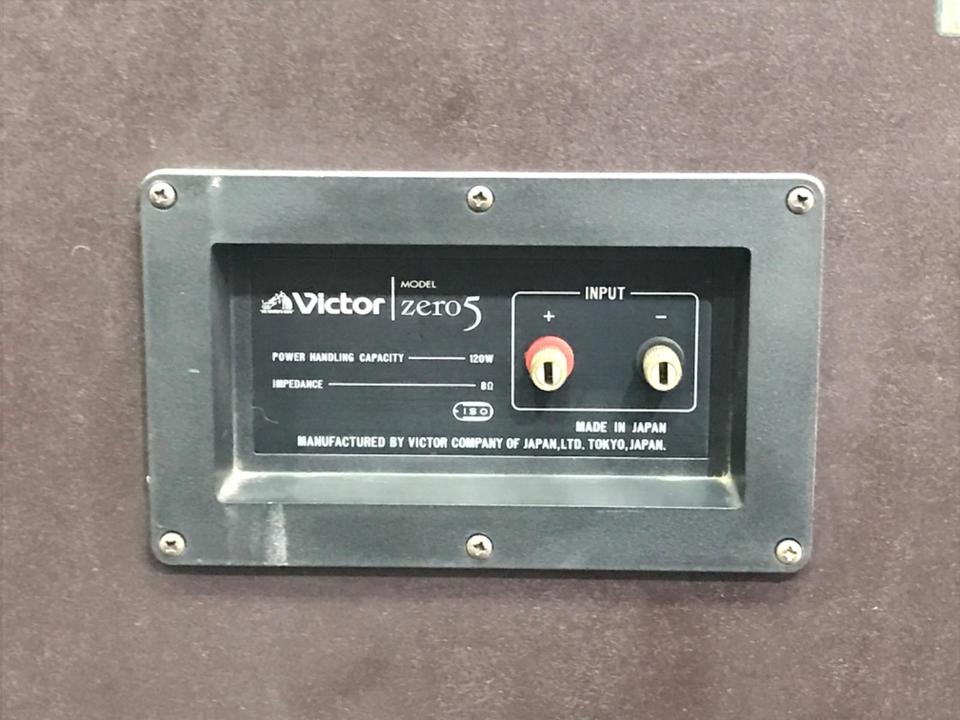 Victor
MODEL
zero5
POWER HANDLING CAPACITY 120W
IMPEDANCE 8Ω
ISO
INPUT
+ −
MADE IN JAPAN
MANUFACTURED BY VICTOR COMPANY OF JAPAN,LTD. TOKYO,JAPAN.